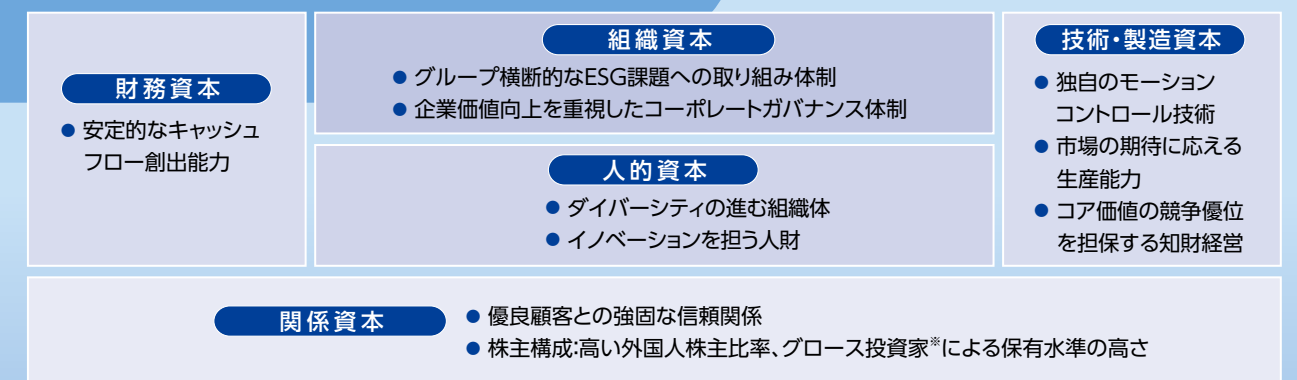 財務資本
● 安定的なキャッシュ
フロー創出能力
組織資本
● グループ横断的なESG課題への取り組み体制
● 企業価値向上を重視したコーポレートガバナンス体制
人的資本
● ダイバーシティの進む組織体
● イノベーションを担う人財
技術・製造資本
● 独自のモーション
コントロール技術
● 市場の期待に応える
生産能力
● コア価値の競争優位
を担保する知財経営
関係資本
● 優良顧客との強固な信頼関係
● 株主構成:高い外国人株主比率、グロース投資家※による保有水準の高さ